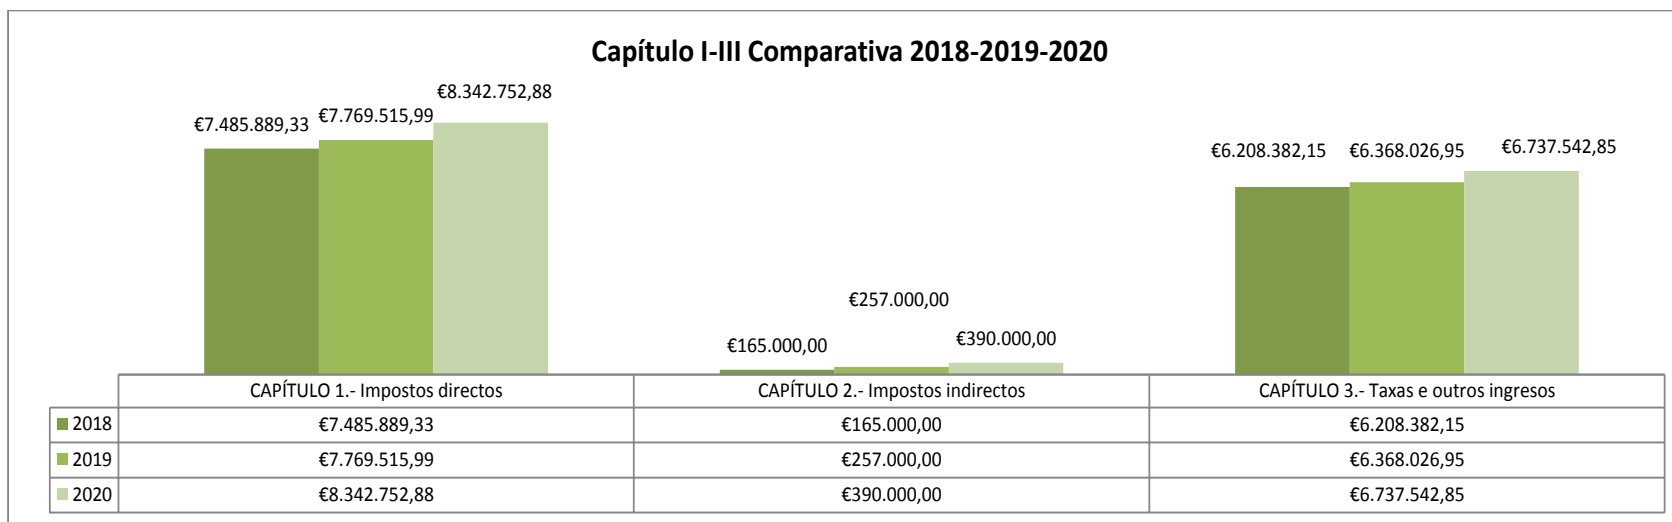 Capítulo I-III Comparativa 2018-2019-2020
€7.485.889,33 €7.769.515,99 €8.342.752,88
€165.000,00 €257.000,00 €390.000,00
€6.208.382,15 €6.368.026,95 €6.737.542,85
CAPÍTULO 1.- Impostos directos CAPÍTULO 2.- Impostos indirectos CAPÍTULO 3.- Taxas e outros ingresos
2018 €7.485.889,33 €165.000,00 €6.208.382,15
2019 €7.769.515,99 €257.000,00 €6.368.026,95
2020 €8.342.752,88 €390.000,00 €6.737.542,85